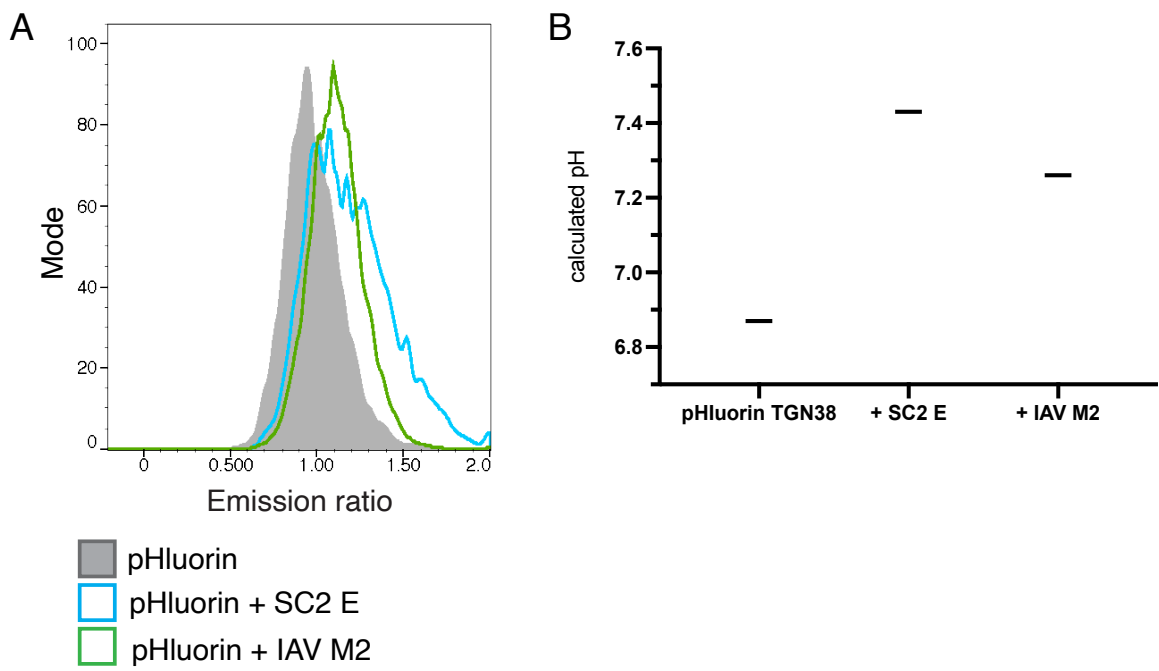 A
100
80
60
40
20
0
Mode
0 0.500 1.00 1.50 2.0
Emission ratio
pHluorin
pHluorin + SC2 E
pHluorin + IAV M2
B
7.6
7.4
7.2
7.0
6.8
calculated pH
pHluorin TGN38 + SC2 E + IAV M2